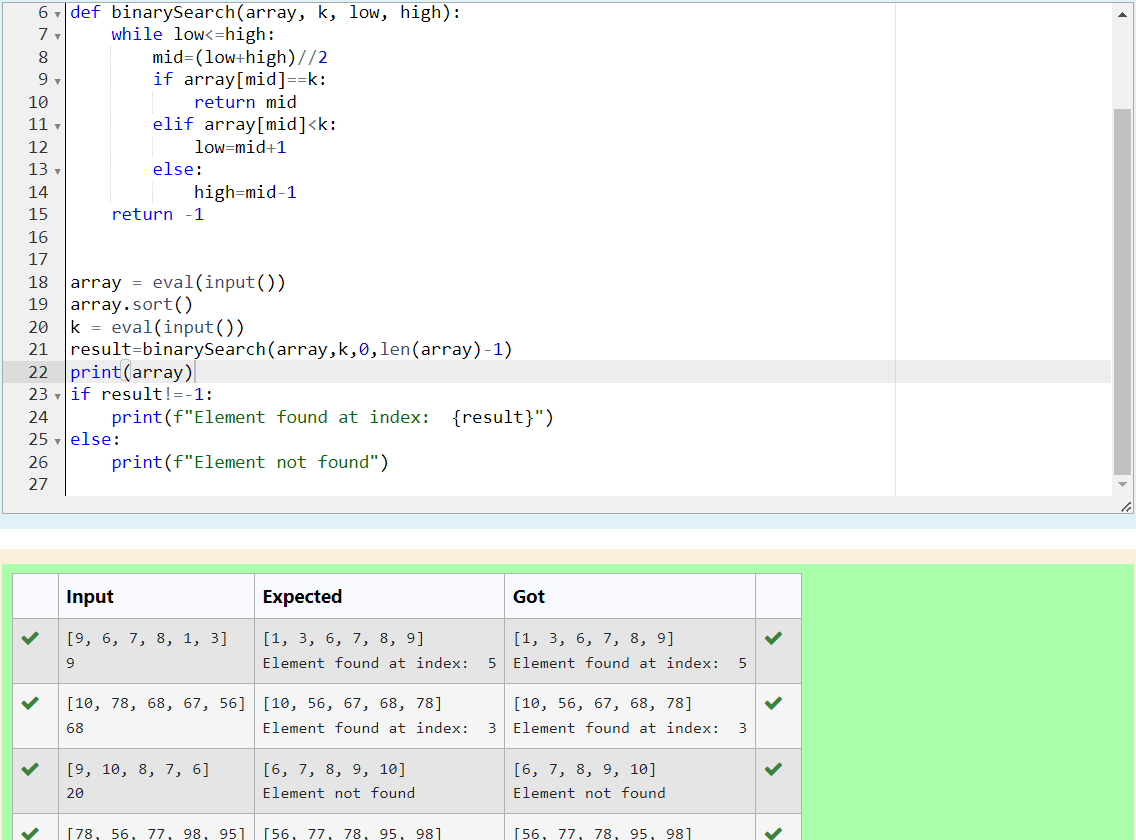 6 def binarySearch(array, k, low, high):
7     while low<=high:
8         mid=(low+high)//2
9         if array[mid]==k:
10             return mid
11         elif array[mid]<k:
12             low=mid+1
13         else:
14             high=mid-1
15     return -1
16
17
18 array = eval(input())
19 array.sort()
20 k = eval(input())
21 result=binarySearch(array,k,0,len(array)-1)
22 print(array)
23 if result!=-1:
24     print(f"Element found at index:  {result}")
25 else:
26     print(f"Element not found")
27
Input Expected Got
[9, 6, 7, 8, 1, 3] [1, 3, 6, 7, 8, 9] [1, 3, 6, 7, 8, 9]
9 Element found at index:  5 Element found at index:  5
[10, 78, 68, 67, 56] [10, 56, 67, 68, 78] [10, 56, 67, 68, 78]
68 Element found at index:  3 Element found at index:  3
[9, 10, 8, 7, 6] [6, 7, 8, 9, 10] [6, 7, 8, 9, 10]
20 Element not found Element not found
[78, 56, 77, 98, 95] [56, 77, 78, 95, 98] [56, 77, 78, 95, 98]